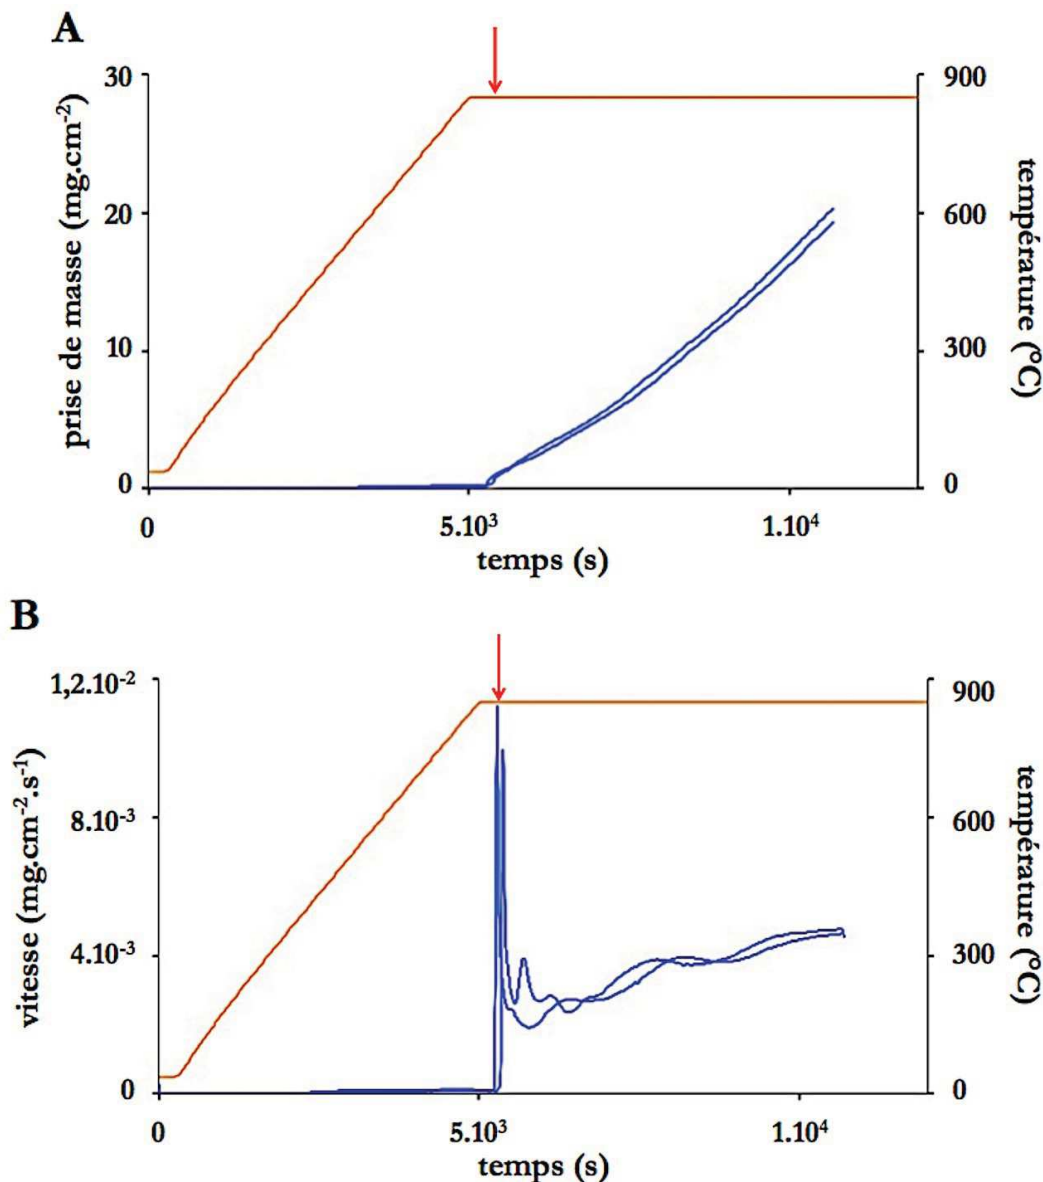 A
30
20
10
0
prise de masse (mg.cm-2)
900
600
300
0
température (°C)
0
5.10³
1.10⁴
temps (s)
B
1,2.10-2
8.10-3
4.10-3
0
vitesse (mg.cm-2.s-1)
900
600
300
0
température (°C)
0
5.10³
1.10⁴
temps (s)